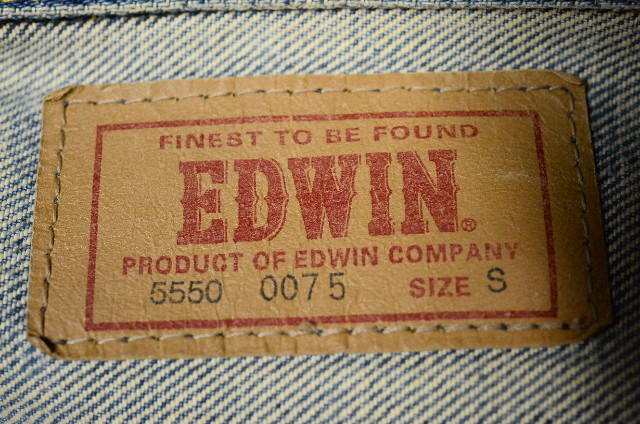 FINEST TO BE FOUND
EDWIN®
PRODUCT OF EDWIN COMPANY
5550 0075 SIZE S